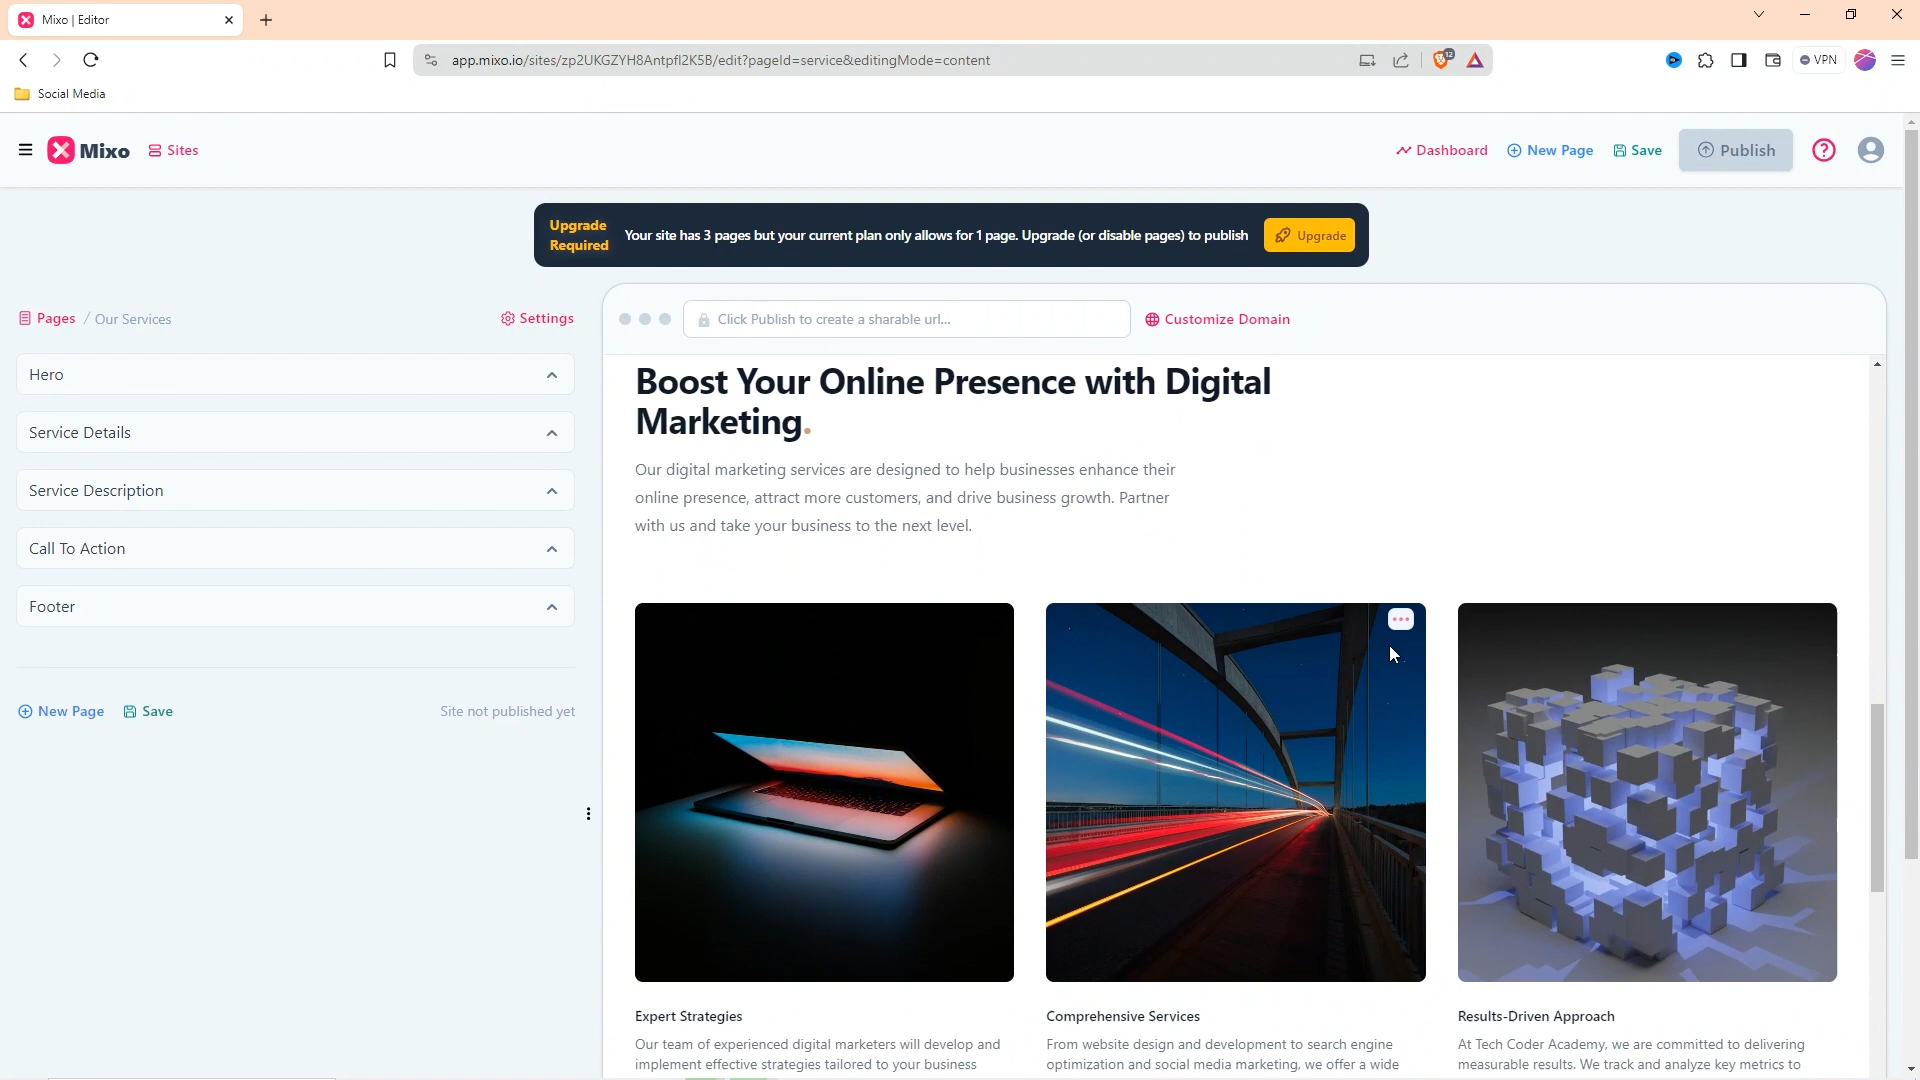 Mixo | Editor
app.mixo.io/sites/zp2UKGZYH8Antpfl2K5B/edit?pageId=service&editingMode=content
12
VPN
Social Media
Mixo
Sites
Dashboard
New Page
Save
Publish
Upgrade
Required
Your site has 3 pages but your current plan only allows for 1 page. Upgrade (or disable pages) to publish
Upgrade
Pages / Our Services
Settings
Click Publish to create a sharable url...
Customize Domain
Hero
Service Details
Service Description
Call To Action
Footer
New Page
Save
Site not published yet
Boost Your Online Presence with Digital
Marketing.
Our digital marketing services are designed to help businesses enhance their
online presence, attract more customers, and drive business growth. Partner
with us and take your business to the next level.
Expert Strategies
Our team of experienced digital marketers will develop and
implement effective strategies tailored to your business
Comprehensive Services
From website design and development to search engine
optimization and social media marketing, we offer a wide
Results-Driven Approach
At Tech Coder Academy, we are committed to delivering
measurable results. We track and analyze key metrics to